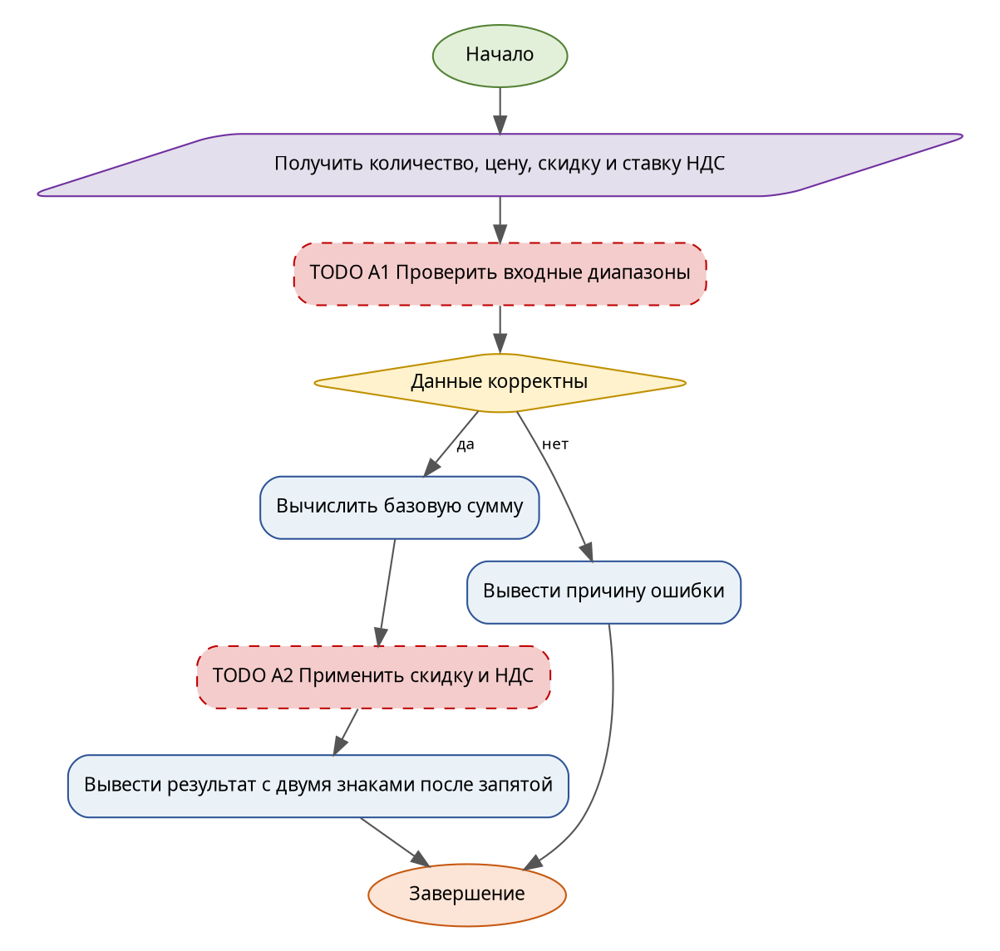 Начало
Получить количество, цену, скидку и ставку НДС
TODO A1 Проверить входные диапазоны
Данные корректны
да
нет
Вычислить базовую сумму
Вывести причину ошибки
TODO A2 Применить скидку и НДС
Вывести результат с двумя знаками после запятой
Завершение